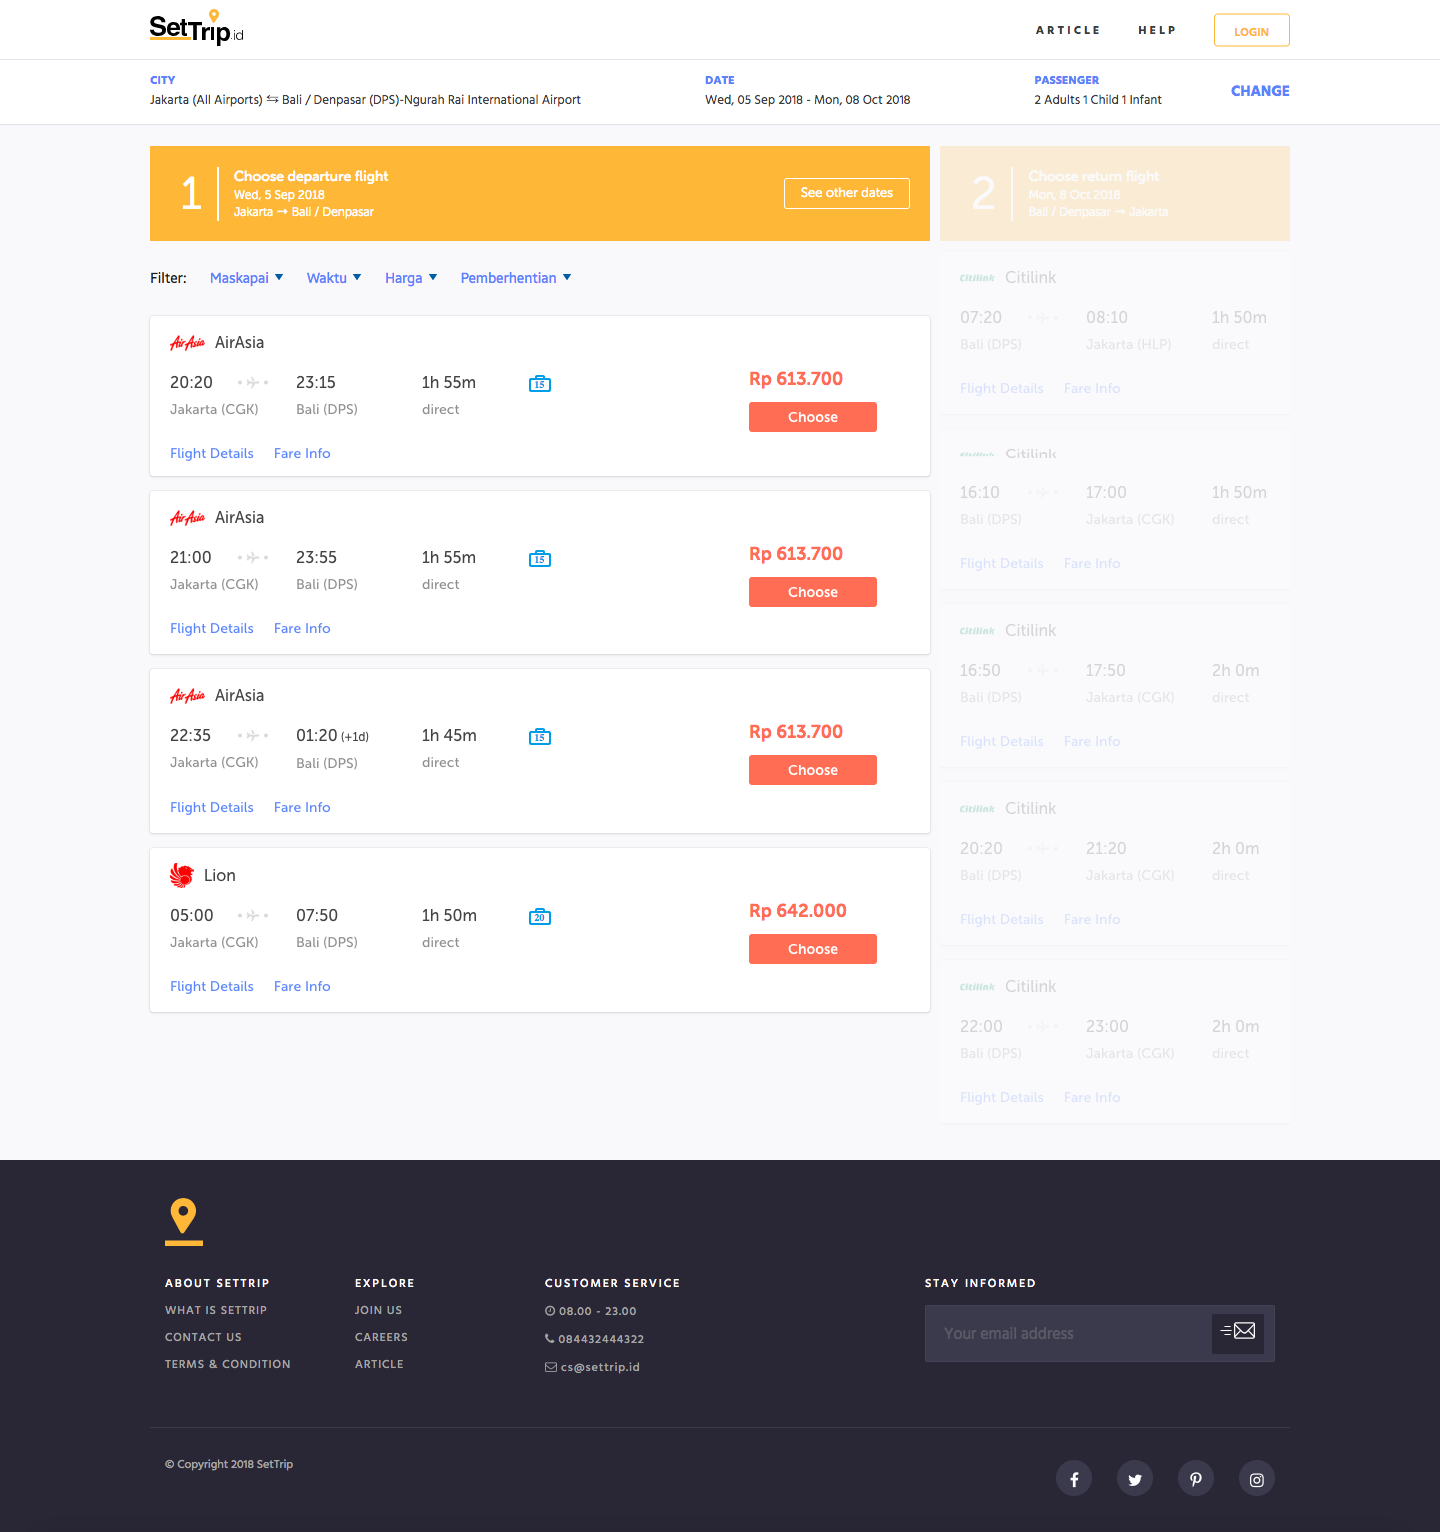 SetTrip.id
ARTICLE HELP LOGIN
CITY
Jakarta (All Airports) ⇆ Bali / Denpasar (DPS)-Ngurah Rai International Airport
DATE
Wed, 05 Sep 2018 - Mon, 08 Oct 2018
PASSENGER
2 Adults 1 Child 1 Infant
CHANGE
1
Choose departure flight
Wed, 5 Sep 2018
Jakarta → Bali / Denpasar
See other dates
2
Choose return flight
Mon, 8 Oct 2018
Bali / Denpasar → Jakarta
Filter: Maskapai Waktu Harga Pemberhentian
AirAsia AirAsia
20:20 23:15 1h 55m 15
Jakarta (CGK) Bali (DPS) direct
Rp 613.700
Choose
Flight Details Fare Info
AirAsia AirAsia
21:00 23:55 1h 55m 15
Jakarta (CGK) Bali (DPS) direct
Rp 613.700
Choose
Flight Details Fare Info
AirAsia AirAsia
22:35 01:20 (+1d) 1h 45m 15
Jakarta (CGK) Bali (DPS) direct
Rp 613.700
Choose
Flight Details Fare Info
Lion
05:00 07:50 1h 50m 20
Jakarta (CGK) Bali (DPS) direct
Rp 642.000
Choose
Flight Details Fare Info
Citilink Citilink
07:20 08:10 1h 50m
Bali (DPS) Jakarta (HLP) direct
Flight Details Fare Info
Citilink Citilink
16:10 17:00 1h 50m
Bali (DPS) Jakarta (CGK) direct
Flight Details Fare Info
Citilink Citilink
16:50 17:50 2h 0m
Bali (DPS) Jakarta (CGK) direct
Flight Details Fare Info
Citilink Citilink
20:20 21:20 2h 0m
Bali (DPS) Jakarta (CGK) direct
Flight Details Fare Info
Citilink Citilink
22:00 23:00 2h 0m
Bali (DPS) Jakarta (CGK) direct
Flight Details Fare Info
ABOUT SETTRIP
WHAT IS SETTRIP
CONTACT US
TERMS & CONDITION
EXPLORE
JOIN US
CAREERS
ARTICLE
CUSTOMER SERVICE
08.00 - 23.00
084432444322
cs@settrip.id
STAY INFORMED
Your email address
© Copyright 2018 SetTrip